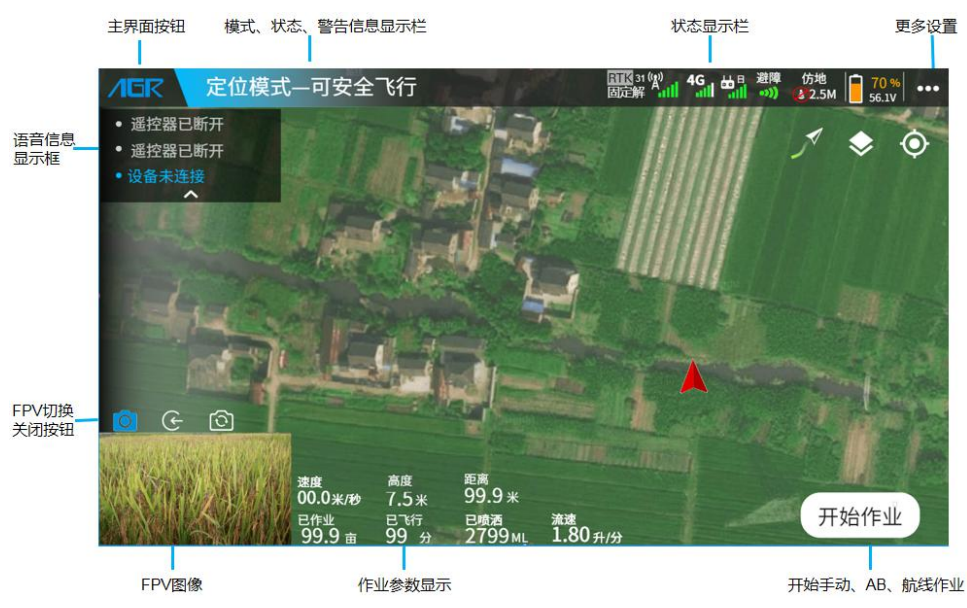 主界面按钮
模式、状态、警告信息显示栏
状态显示栏
更多设置
AGR
定位模式—可安全飞行
RTK 31
固定解
A
4G
B
避障
仿地
2.5M
70 %
56.1V
语音信息
显示框
遥控器已断开
遥控器已断开
设备未连接
FPV切换
关闭按钮
速度
00.0米/秒
高度
7.5米
距离
99.9米
已作业
99.9亩
已飞行
99 分
已喷洒
2799ML
流速
1.80升/分
开始作业
FPV图像
作业参数显示
开始手动、AB、航线作业